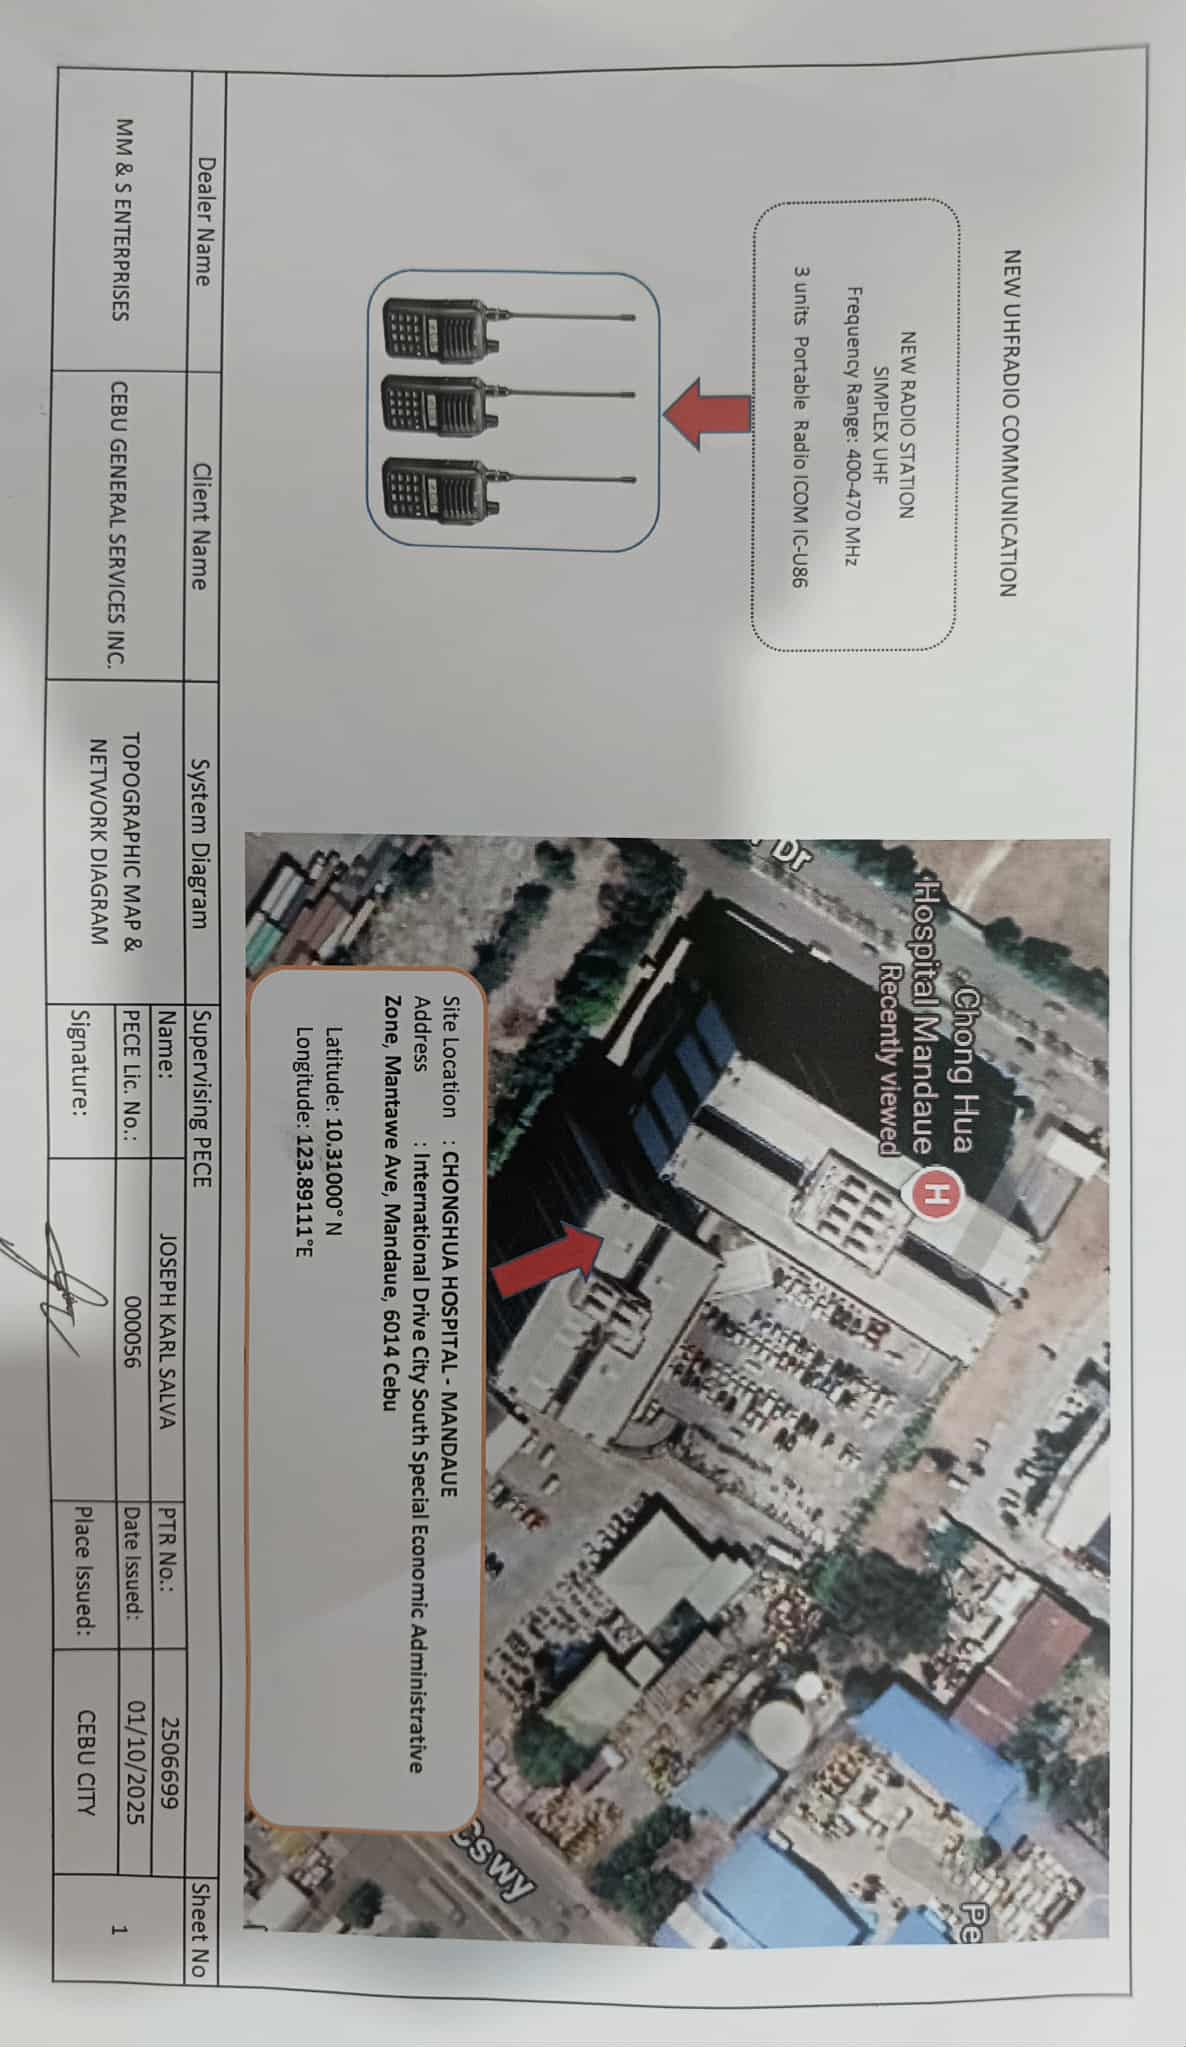 NEW UHFRADIO COMMUNICATION
NEW RADIO STATION
SIMPLEX UHF
Frequency Range: 400-470 MHz
3 units Portable Radio ICOM IC-U86
Dr
Chong Hua
Hospital Mandaue
Recently viewed
H
Pe
cswy
Site Location : CHONGHUA HOSPITAL - MANDAUE
Address : International Drive City South Special Economic Administrative
Zone, Mantawe Ave, Mandaue, 6014 Cebu
Latitude: 10.31000° N
Longitude: 123.89111°E
Dealer Name
MM & S ENTERPRISES
Client Name
CEBU GENERAL SERVICES INC.
System Diagram
TOPOGRAPHIC MAP &
NETWORK DIAGRAM
Supervising PECE
Name: JOSEPH KARL SALVA PTR No.: 2506699
PECE Lic. No.: 000056 Date Issued: 01/10/2025
Signature: Place Issued: CEBU CITY
Sheet No
1